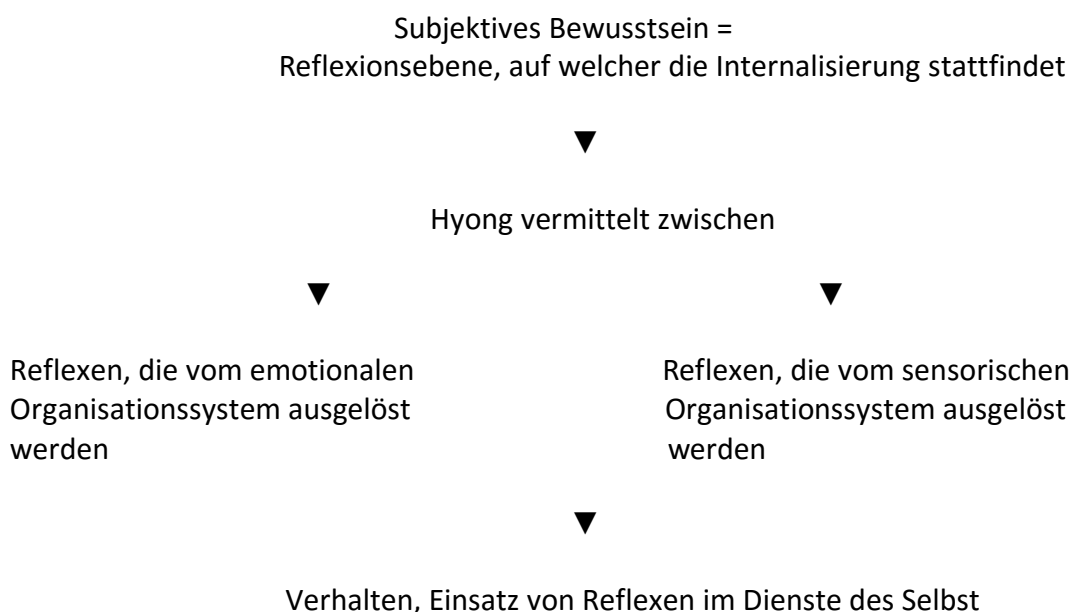 Subjektives Bewusstsein =
Reflexionsebene, auf welcher die Internalisierung stattfindet
Hyong vermittelt zwischen
Reflexen, die vom emotionalen
Organisationssystem ausgelöst
werden
Reflexen, die vom sensorischen
Organisationssystem ausgelöst
werden
Verhalten, Einsatz von Reflexen im Dienste des Selbst